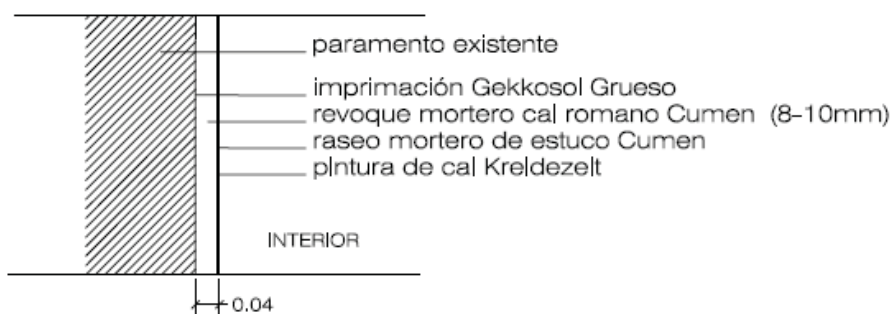 paramento existente
imprimación Gekkosol Grueso
revoque mortero cal romano Cumen (8-10mm)
raseo mortero de estuco Cumen
pintura de cal Kreidezeit
INTERIOR
0.04